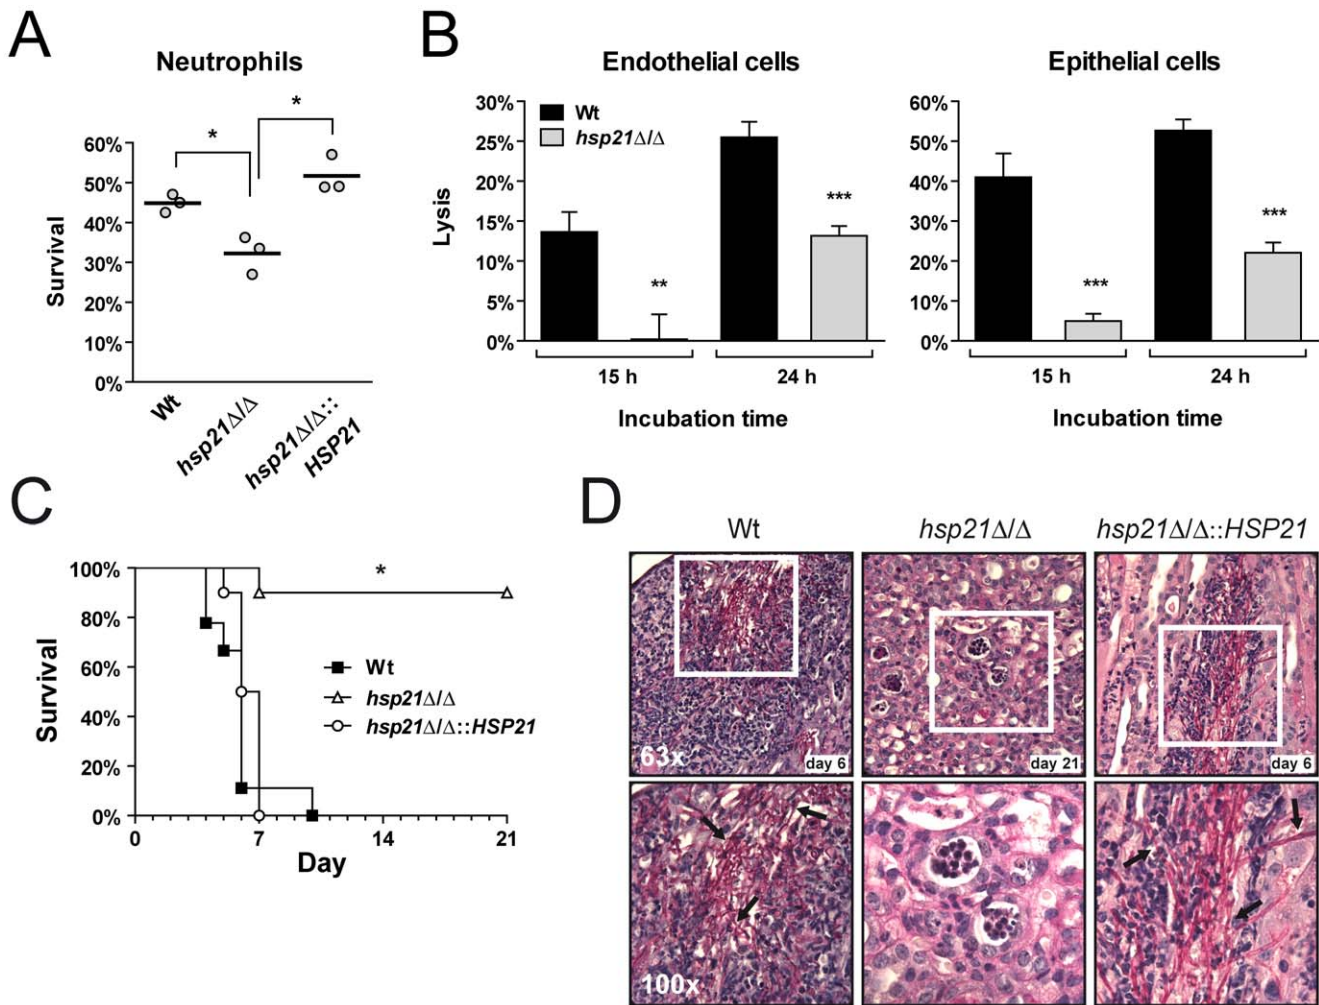 A
Neutrophils
*
*
60%
50%
40%
30%
20%
10%
0%
Survival
Wt
hsp21Δ/Δ
hsp21Δ/Δ::
HSP21
B
Endothelial cells
30%
25%
20%
15%
10%
5%
0%
Lysis
Wt
hsp21Δ/Δ
**
***
15 h
24 h
Incubation time
Epithelial cells
60%
50%
40%
30%
20%
10%
0%
***
***
15 h
24 h
Incubation time
C
100%
80%
60%
40%
20%
0%
Survival
*
Wt
hsp21Δ/Δ
hsp21Δ/Δ::HSP21
0
7
14
21
Day
D
Wt
hsp21Δ/Δ
hsp21Δ/Δ::HSP21
63x
day 6
day 21
day 6
100x